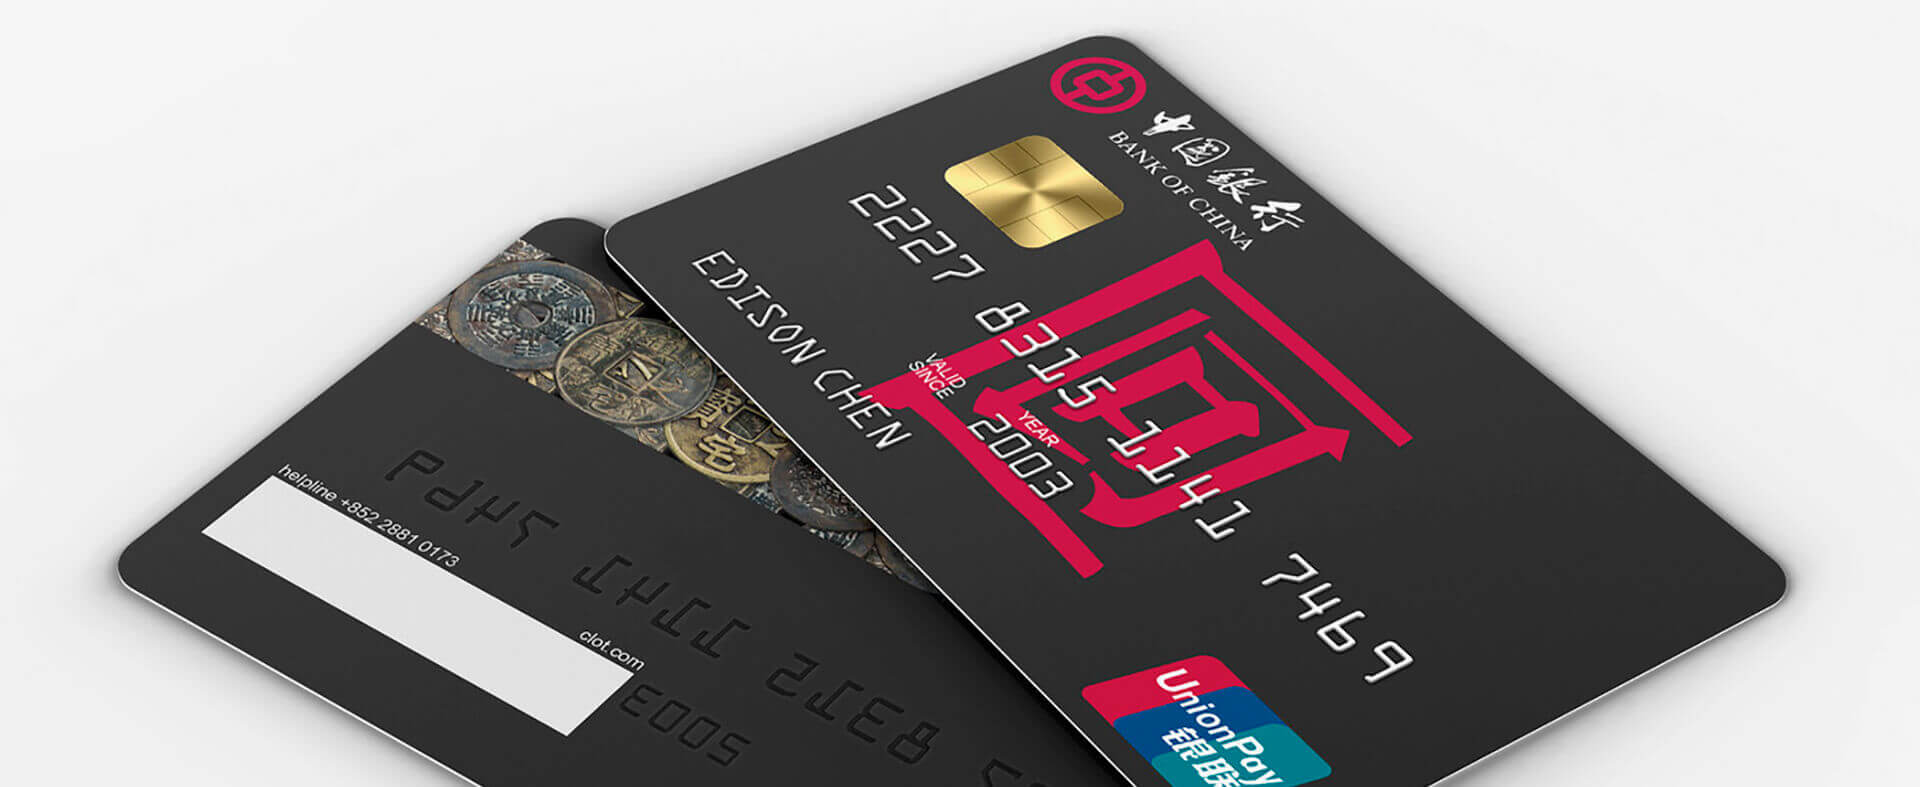 中国银行
BANK OF CHINA
2227 8315 1141 7469
VALID SINCE
YEAR
2003
EDISON CHEN
UnionPay
银联
helpline +852 2881 0173
clot.com